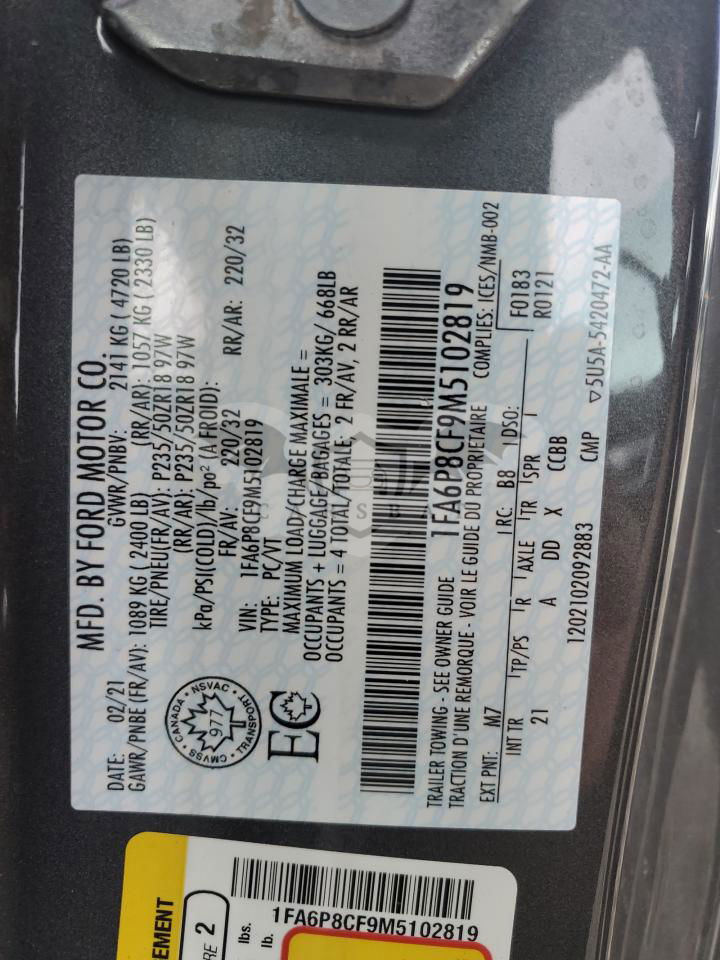 MFD. BY FORD MOTOR CO.
DATE: 02/21 GWWR/PNBV: 2141 KG ( 4720 LB)
GAWR/PNBE (FR/AV): 1089 KG ( 2400 LB) (RR/AR): 1057 KG ( 2330 LB)
TIRE/PNEU(FR/AV): P235/50ZR18 97W
(RR/AR): P235/50ZR18 97W
kPa/PSI(COLD)/lb/po² (A FROID):
FR/AV: 220/32 RR/AR: 220/32
VIN: 1FA6P8CF9M5102819
TYPE: PC/VT
MAXIMUM LOAD/CHARGE MAXIMALE =
OCCUPANTS + LUGGAGE/BAGAGES = 303KG/ 668LB
OCCUPANTS = 4 TOTAL/TOTALE: 2 FR/AV, 2 RR/AR
CANADA • NSVAC • TRANSPORT • CMVSS
977
EC
1FA6P8CF9M5102819
TRAILER TOWING - SEE OWNER GUIDE
TRACTION D'UNE REMORQUE - VOIR LE GUIDE DU PROPRIETAIRE
COMPLIES: ICES/NMB-002
EXT PNT: M7 RC: B8 DSO: F0183
R0121
INT TR TP/PS R AXLE TR SPR
21 A DD X CCBB
CMP
1202102092883 ▽5U5A-5420472-AA
EMENT
RE 2
lbs.
lb.
1FA6P8CF9M5102819